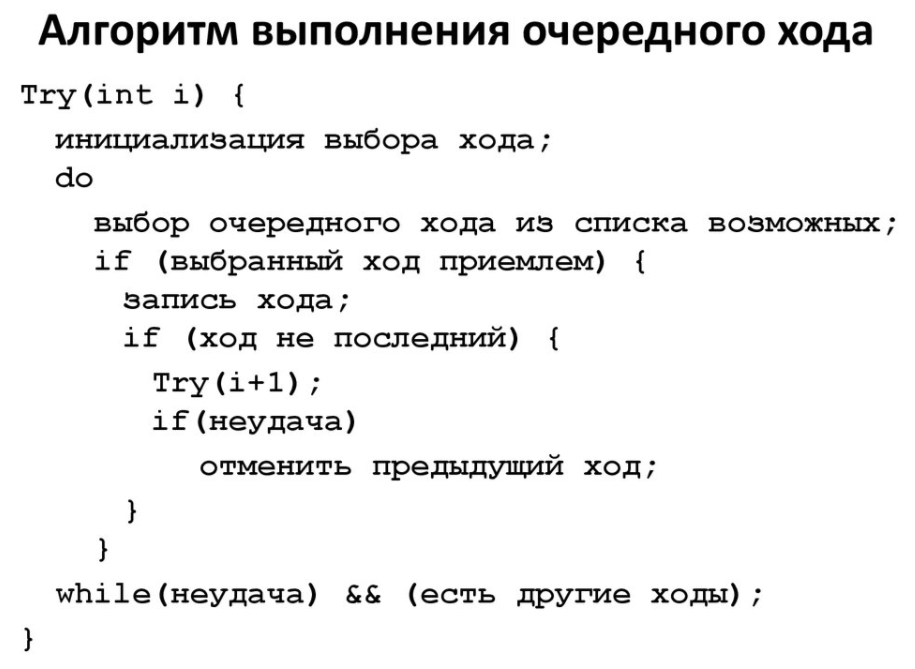 Алгоритм выполнения очередного хода
Try(int i) {
инициализация выбора хода;
do
выбор очередного хода из списка возможных;
if (выбранный ход приемлем) {
запись хода;
if (ход не последний) {
Try(i+1);
if(неудача)
отменить предыдущий ход;
}
}
while(неудача) && (есть другие ходы);
}